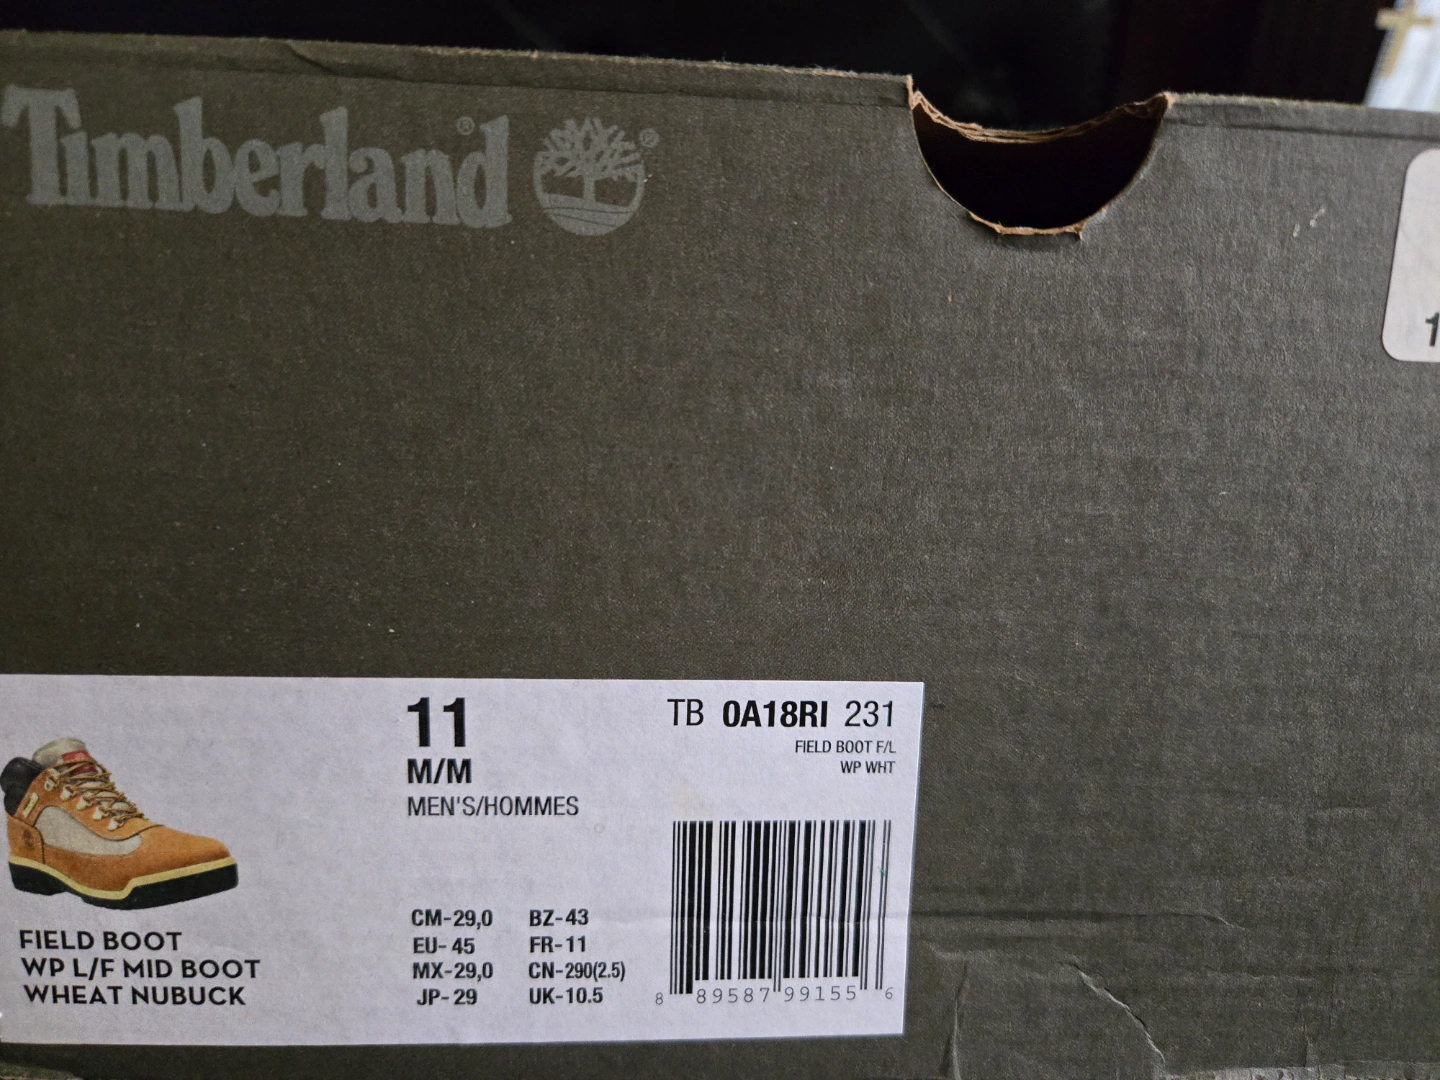 Timberland®
®
1
11
M/M
MEN'S/HOMMES
TB 0A18RI 231
FIELD BOOT F/L
WP WHT
FIELD BOOT
WP L/F MID BOOT
WHEAT NUBUCK
CM-29,0 BZ-43
EU-45 FR-11
MX-29,0 CN-290(2.5)
JP-29 UK-10.5
8 89587 99155 6